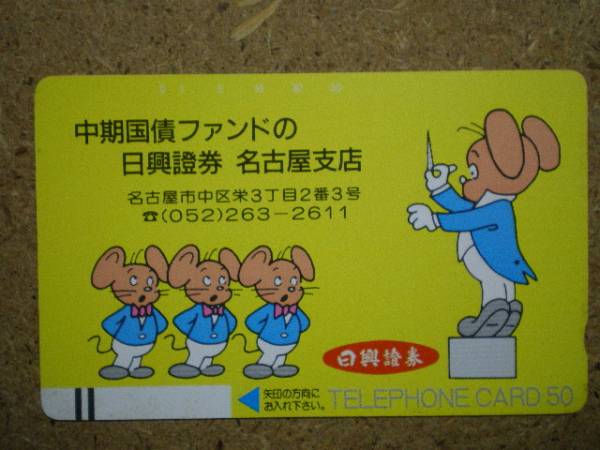 中期国債ファンドの
日興證券 名古屋支店
名古屋市中区栄3丁目2番3号
☎(052)263-2611
日興證券
矢印の方向に
お入れ下さい。
TELEPHONE CARD 50